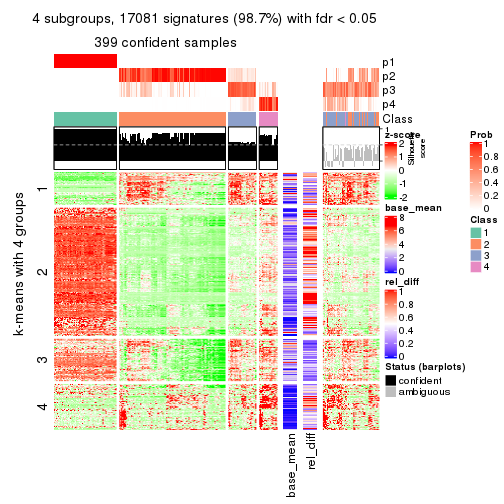 4 subgroups, 17081 signatures (98.7%) with fdr < 0.05
399 confident samples
p1
p2
p3
p4
Class
1
Silhouette
score
k-means with 4 groups
1
2
3
4
base_mean
rel_diff
z-score
2
1
0
-1
-2
base_mean
8
6
4
2
0
rel_diff
1
0.8
0.6
0.4
0.2
0
Status (barplots)
confident
ambiguous
Prob
1
0.8
0.6
0.4
0.2
0
Class
1
2
3
4